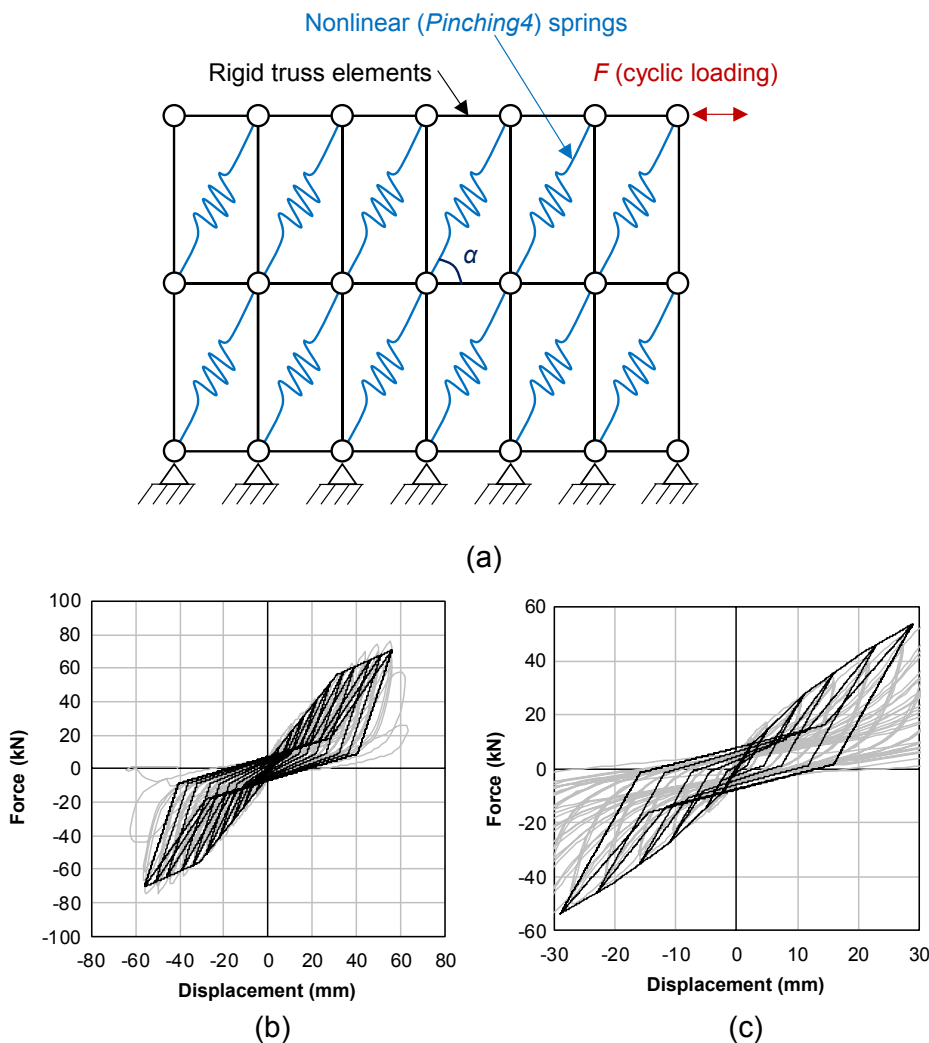 Nonlinear (Pinching4) springs
Rigid truss elements
F (cyclic loading)
α
(a)
100
80
60
40
20
0
-20
-40
-60
-80
-100
-80 -60 -40 -20 0 20 40 60 80
Force (kN)
Displacement (mm)
(b)
60
40
20
0
-20
-40
-60
-30 -20 -10 0 10 20 30
Force (kN)
Displacement (mm)
(c)